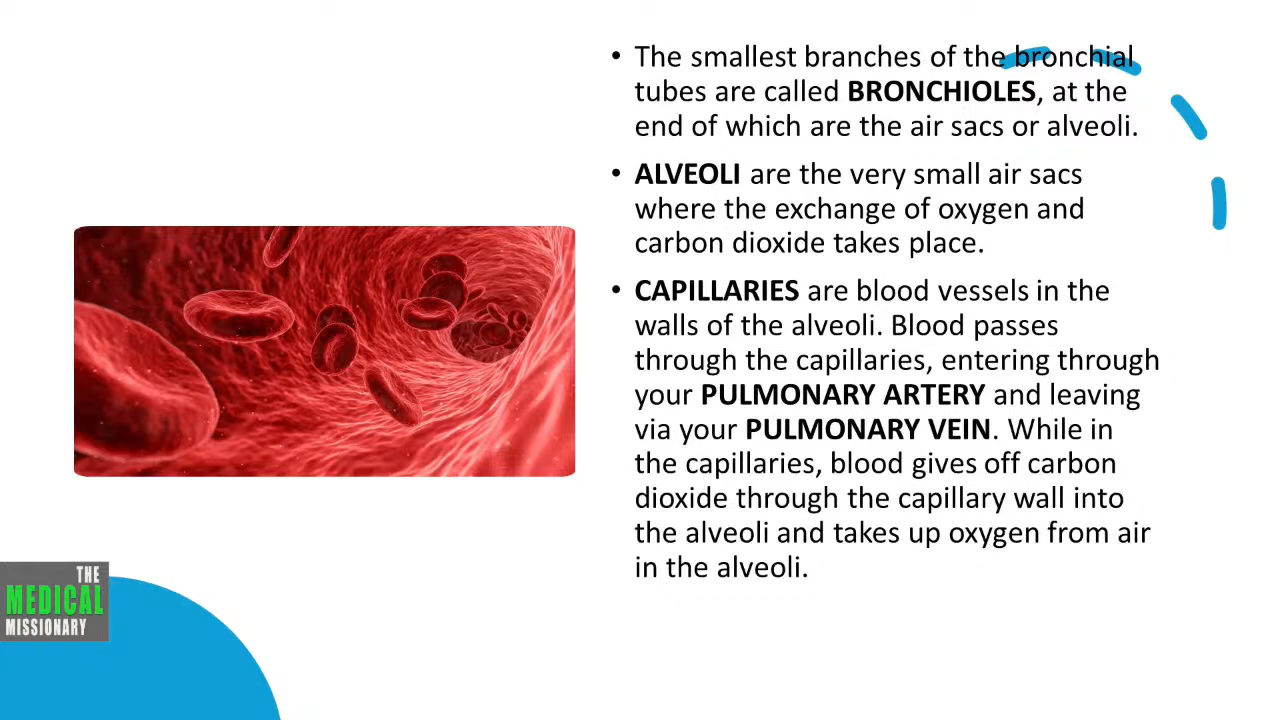 • The smallest branches of the bronchial
tubes are called BRONCHIOLES, at the
end of which are the air sacs or alveoli.
• ALVEOLI are the very small air sacs
where the exchange of oxygen and
carbon dioxide takes place.
• CAPILLARIES are blood vessels in the
walls of the alveoli. Blood passes
through the capillaries, entering through
your PULMONARY ARTERY and leaving
via your PULMONARY VEIN. While in
the capillaries, blood gives off carbon
dioxide through the capillary wall into
the alveoli and takes up oxygen from air
in the alveoli.
THE
MEDICAL
MISSIONARY